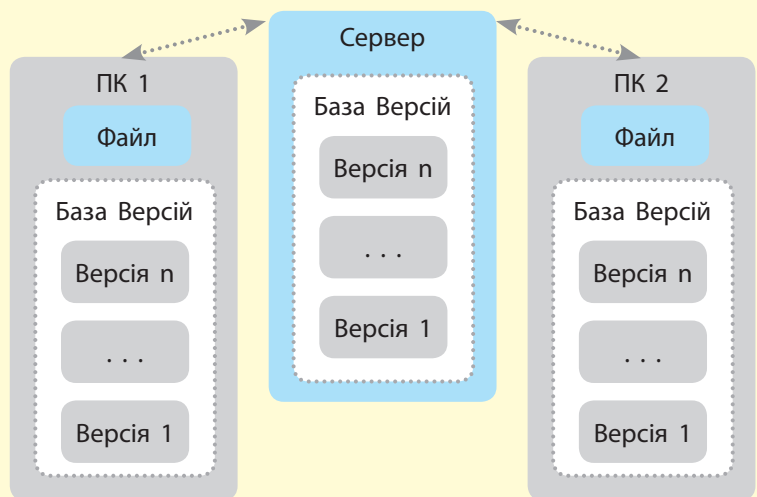 Сервер
База Версій
Версія n
. . .
Версія 1
ПК 1
Файл
База Версій
Версія n
. . .
Версія 1
ПК 2
Файл
База Версій
Версія n
. . .
Версія 1